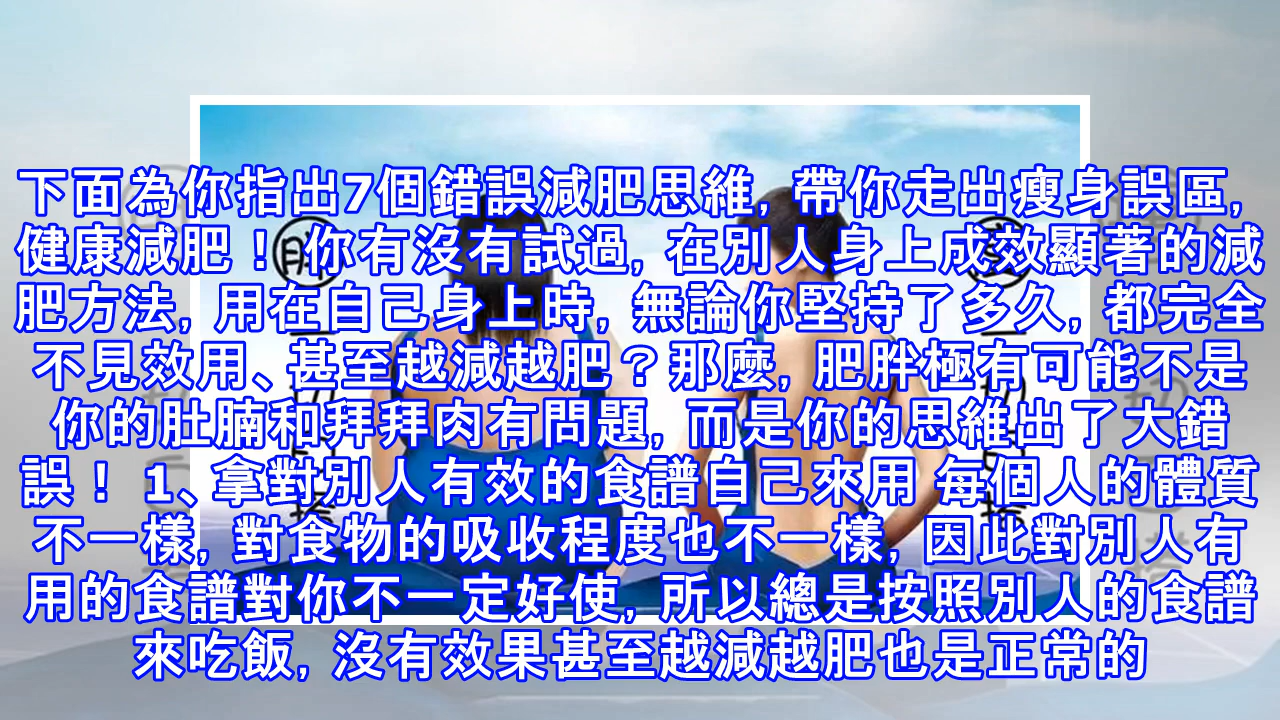 下面為你指出7個錯誤減肥思維, 帶你走出瘦身誤區,
健康減肥！ 你有沒有試過, 在別人身上成效顯著的減
肥方法, 用在自己身上時, 無論你堅持了多久, 都完全
不見效用、甚至越減越肥？那麼, 肥胖極有可能不是
你的肚腩和拜拜肉有問題, 而是你的思維出了大錯
誤！ 1、拿對別人有效的食譜自己來用 每個人的體質
不一樣, 對食物的吸收程度也不一樣, 因此對別人有
用的食譜對你不一定好使, 所以總是按照別人的食譜
來吃飯, 沒有效果甚至越減越肥也是正常的